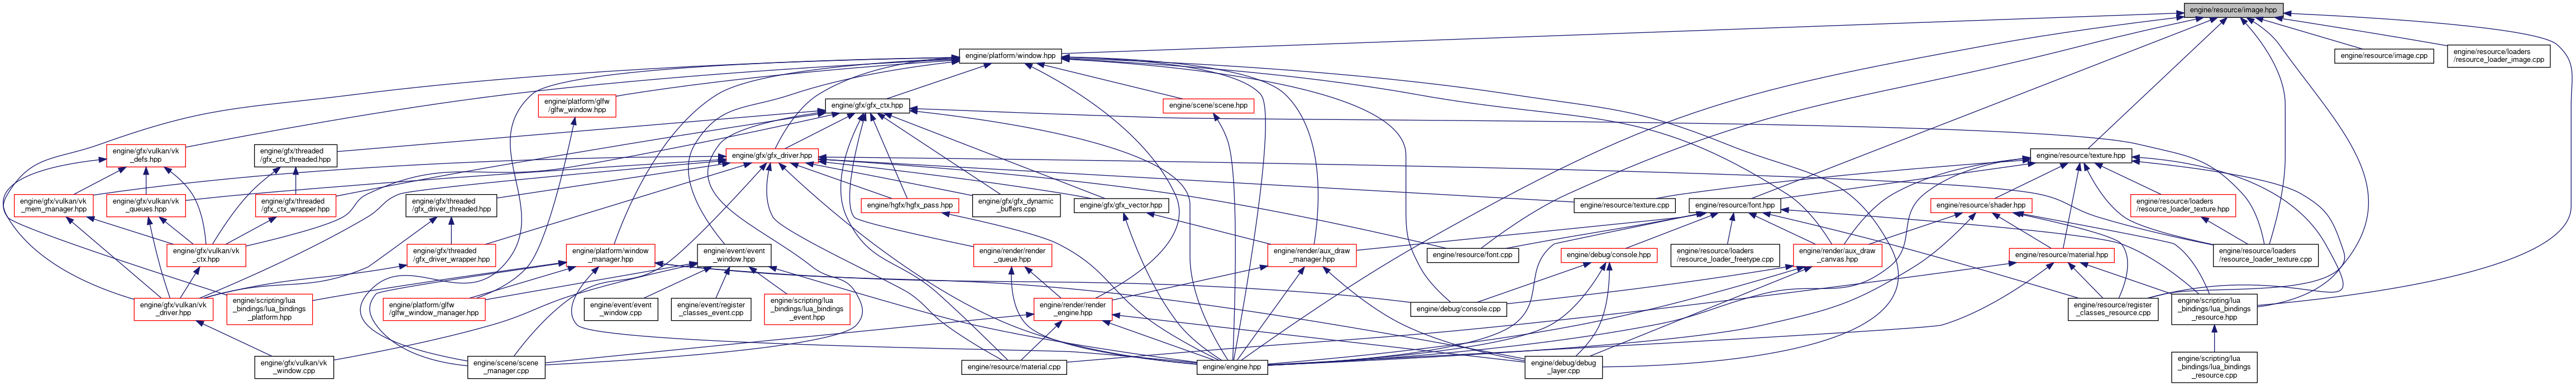 engine/resource/image.hpp
engine/platform/window.hpp
engine/resource/image.cpp
engine/resource/loaders
/resource_loader_image.cpp
engine/platform/glfw
/glfw_window.hpp
engine/gfx/gfx_ctx.hpp
engine/scene/scene.hpp
engine/gfx/vulkan/vk
_defs.hpp
engine/gfx/threaded
/gfx_ctx_threaded.hpp
engine/gfx/gfx_driver.hpp
engine/resource/texture.hpp
engine/gfx/vulkan/vk
_mem_manager.hpp
engine/gfx/vulkan/vk
_queues.hpp
engine/gfx/threaded
/gfx_ctx_wrapper.hpp
engine/gfx/threaded
/gfx_driver_threaded.hpp
engine/hgfx/hgfx_pass.hpp
engine/gfx/gfx_dynamic
_buffers.cpp
engine/gfx/gfx_vector.hpp
engine/resource/texture.cpp
engine/resource/font.hpp
engine/resource/shader.hpp
engine/resource/loaders
/resource_loader_texture.hpp
engine/gfx/vulkan/vk
_ctx.hpp
engine/gfx/threaded
/gfx_driver_wrapper.hpp
engine/platform/window
_manager.hpp
engine/event/event
_window.hpp
engine/render/render
_queue.hpp
engine/render/aux_draw
_manager.hpp
engine/resource/font.cpp
engine/debug/console.hpp
engine/resource/loaders
/resource_loader_freetype.cpp
engine/render/aux_draw
_canvas.hpp
engine/resource/material.hpp
engine/resource/loaders
/resource_loader_texture.cpp
engine/gfx/vulkan/vk
_driver.hpp
engine/scripting/lua
_bindings/lua_bindings
_platform.hpp
engine/platform/glfw
/glfw_window_manager.hpp
engine/event/event
_window.cpp
engine/event/register
_classes_event.cpp
engine/scripting/lua
_bindings/lua_bindings
_event.hpp
engine/render/render
_engine.hpp
engine/debug/console.cpp
engine/resource/register
_classes_resource.cpp
engine/scripting/lua
_bindings/lua_bindings
_resource.hpp
engine/gfx/vulkan/vk
_window.cpp
engine/scene/scene
_manager.cpp
engine/resource/material.cpp
engine/engine.hpp
engine/debug/debug
_layer.cpp
engine/scripting/lua
_bindings/lua_bindings
_resource.cpp